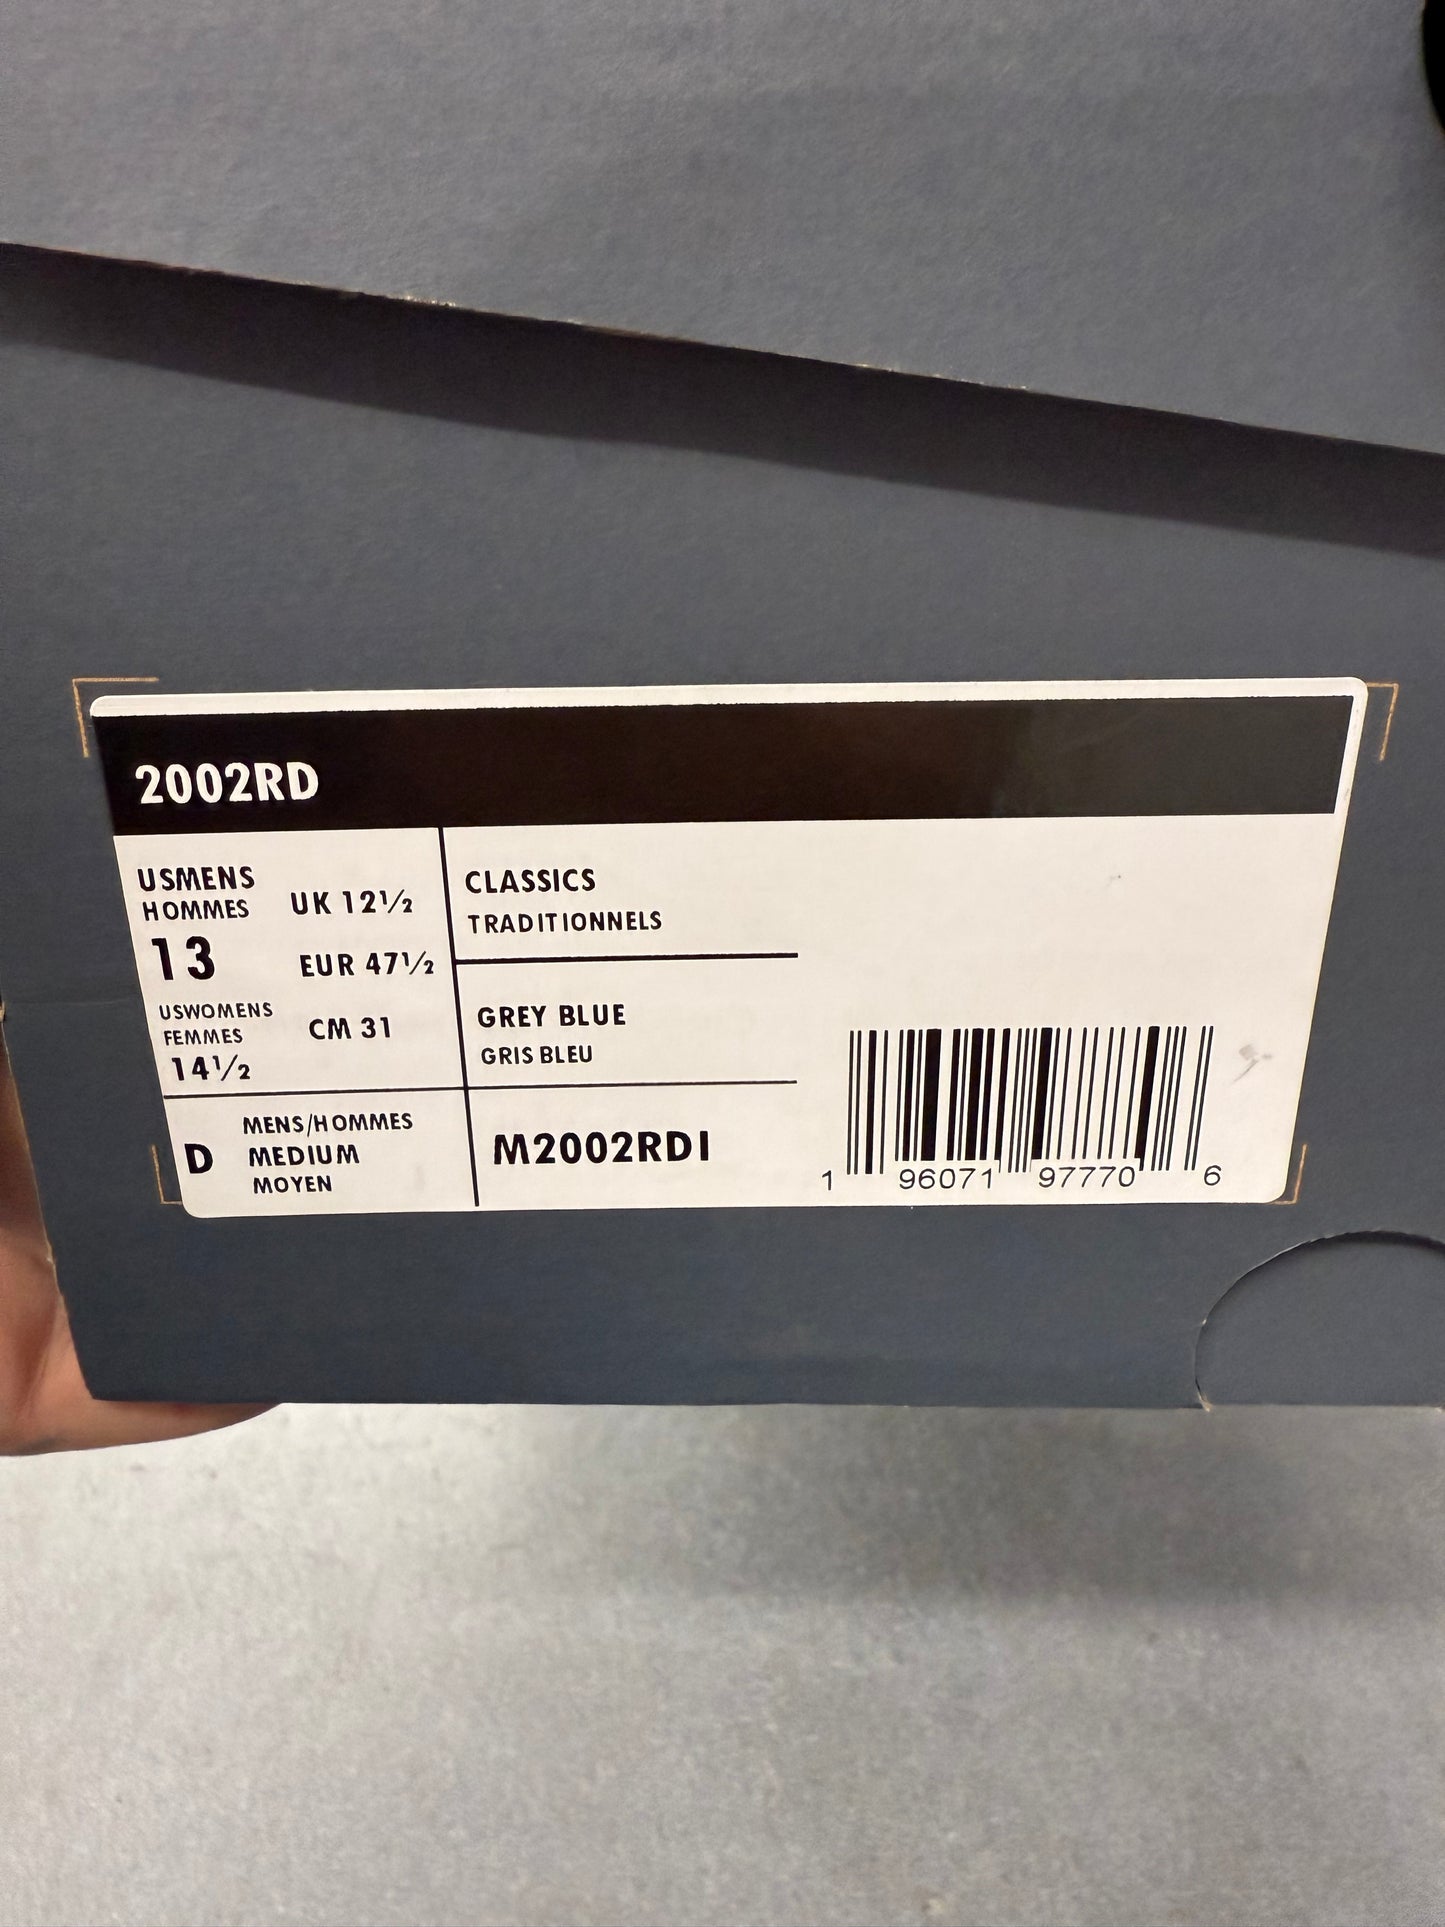 2002RD
USMENS
HOMMES
13
USWOMENS
FEMMES
14½
UK 12½
EUR 47½
CM 31
D
MENS/HOMMES
MEDIUM
MOYEN
CLASSICS
TRADITIONNELS
GREY BLUE
GRIS BLEU
M2002RDI
1 96071 97770 6